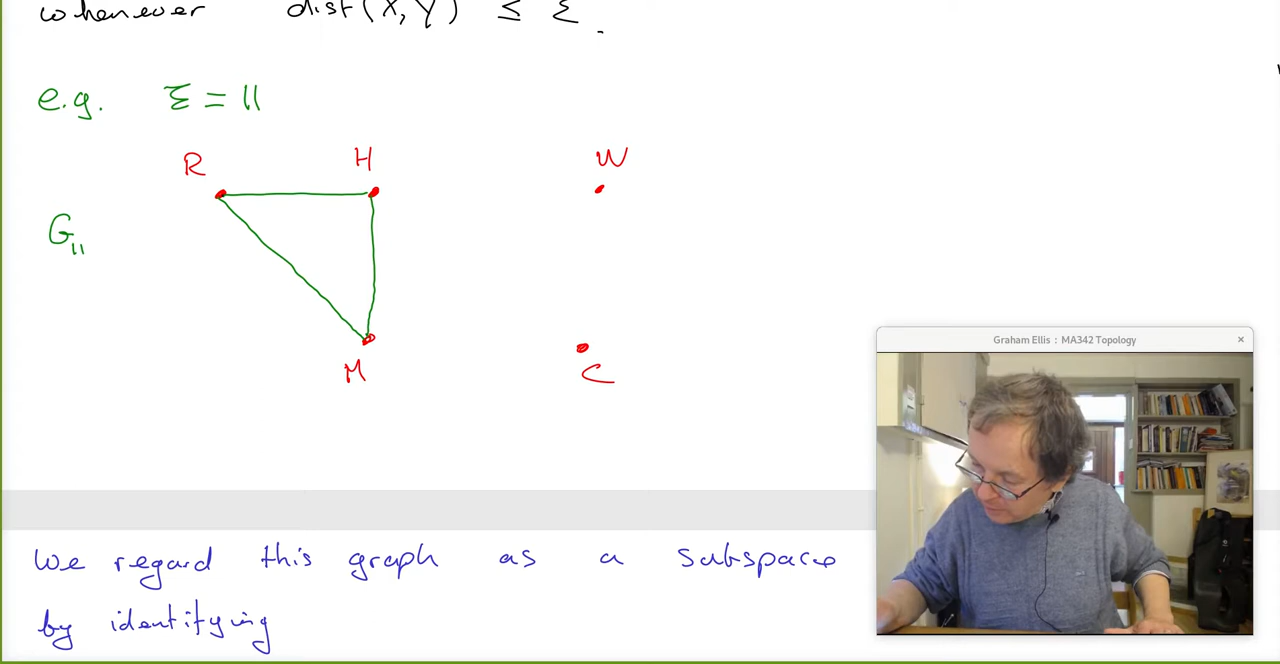 whenever dist(X, Y) ≤ Σ.
e.g. Σ = 11
R H W
G₁₁
M C
Graham Ellis : MA342 Topology ×
we regard this graph as a subspace
by identifying